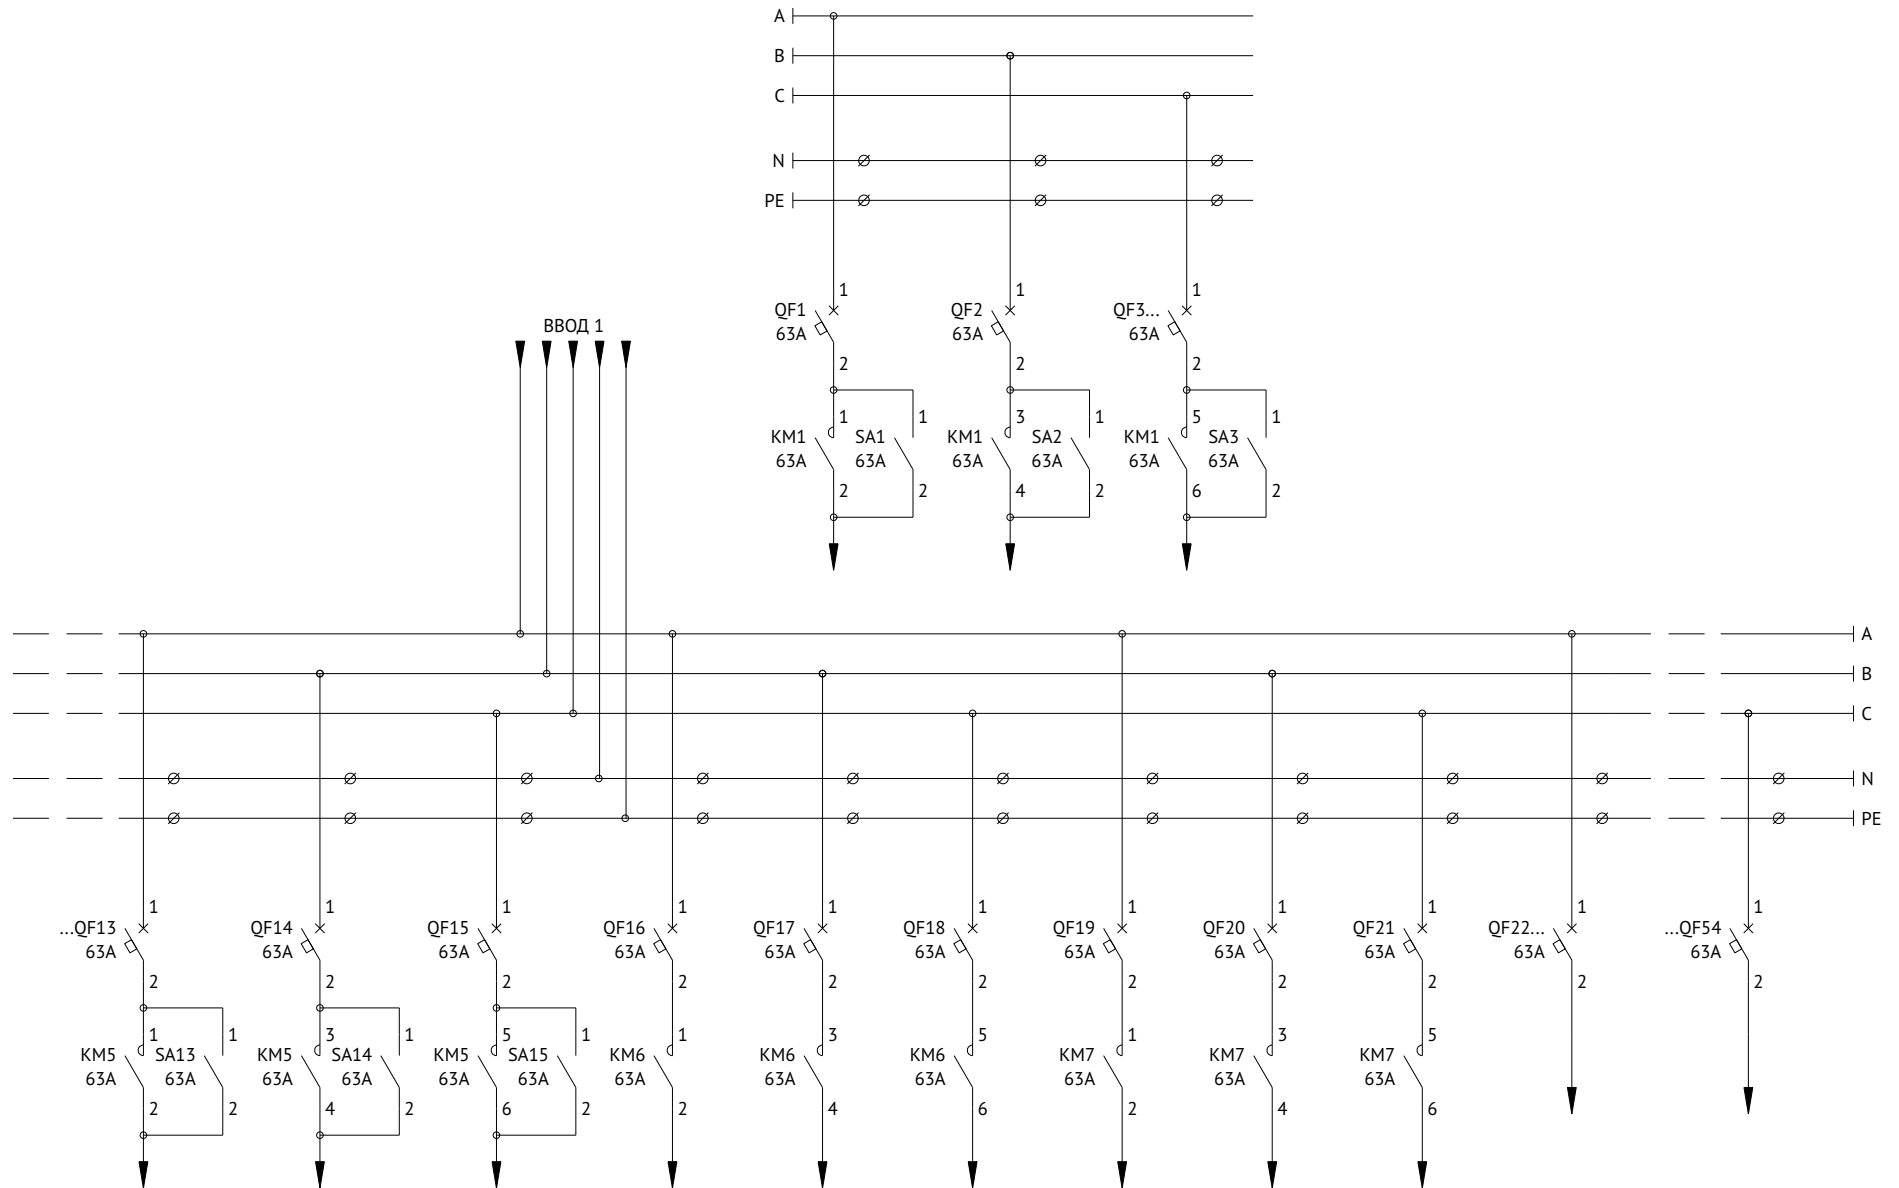 A
B
C
N
PE
1 1 1
QF1 QF2 QF3...
63A 63A 63A
ВВОД 1
2 2 2
1 1 3 1 5 1
KM1 SA1 KM1 SA2 KM1 SA3
63A 63A 63A 63A 63A 63A
2 2 4 2 6 2
A
B
C
N
PE
1 1 1 1 1 1 1 1 1 1 1
...QF13 QF14 QF15 QF16 QF17 QF18 QF19 QF20 QF21 QF22... ...QF54
63A 63A 63A 63A 63A 63A 63A 63A 63A 63A 63A
2 2 2 2 2 2 2 2 2 2 2
1 1 3 1 5 1 1 3 5 1 3 5
KM5 SA13 KM5 SA14 KM5 SA15 KM6 KM6 KM6 KM7 KM7 KM7
63A 63A 63A 63A 63A 63A 63A 63A 63A 63A 63A 63A
2 2 4 2 6 2 2 4 6 2 4 6